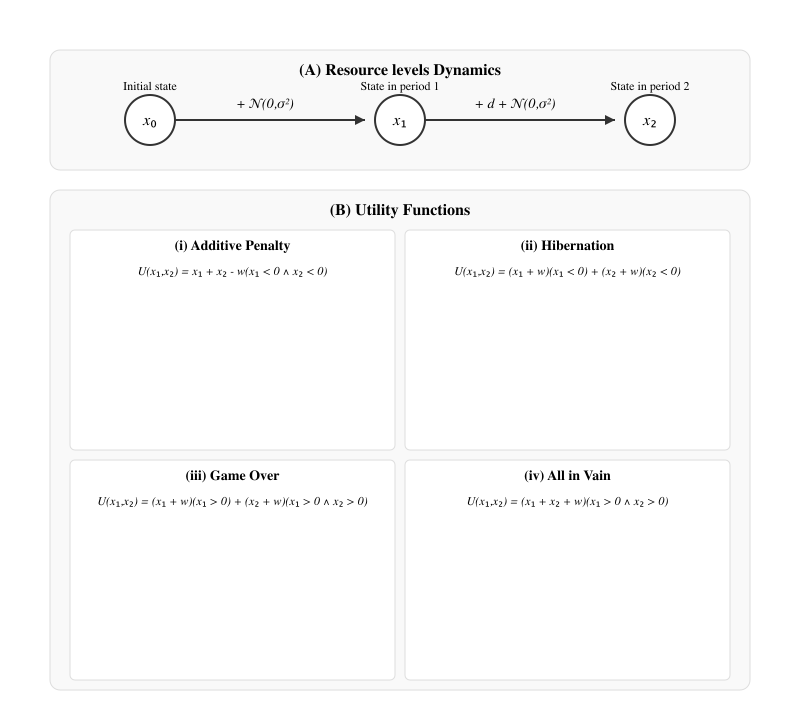 (A) Resource levels Dynamics
Initial state
State in period 1
State in period 2
x₀
+ 𝒩(0,σ²)
x₁
+ d + 𝒩(0,σ²)
x₂
(B) Utility Functions
(i) Additive Penalty
U(x₁,x₂) = x₁ + x₂ - w(x₁ < 0 ∧ x₂ < 0)
(ii) Hibernation
U(x₁,x₂) = (x₁ + w)(x₁ < 0) + (x₂ + w)(x₂ < 0)
(iii) Game Over
U(x₁,x₂) = (x₁ + w)(x₁ > 0) + (x₂ + w)(x₁ > 0 ∧ x₂ > 0)
(iv) All in Vain
U(x₁,x₂) = (x₁ + x₂ + w)(x₁ > 0 ∧ x₂ > 0)